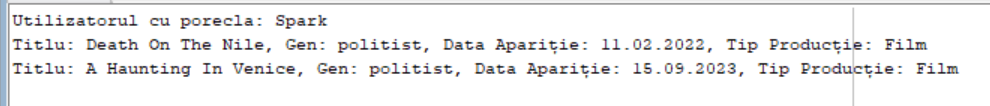 Utilizatorul cu porecla: Spark
Titlu: Death On The Nile, Gen: politist, Data Apariție: 11.02.2022, Tip Producție: Film
Titlu: A Haunting In Venice, Gen: politist, Data Apariție: 15.09.2023, Tip Producție: Film